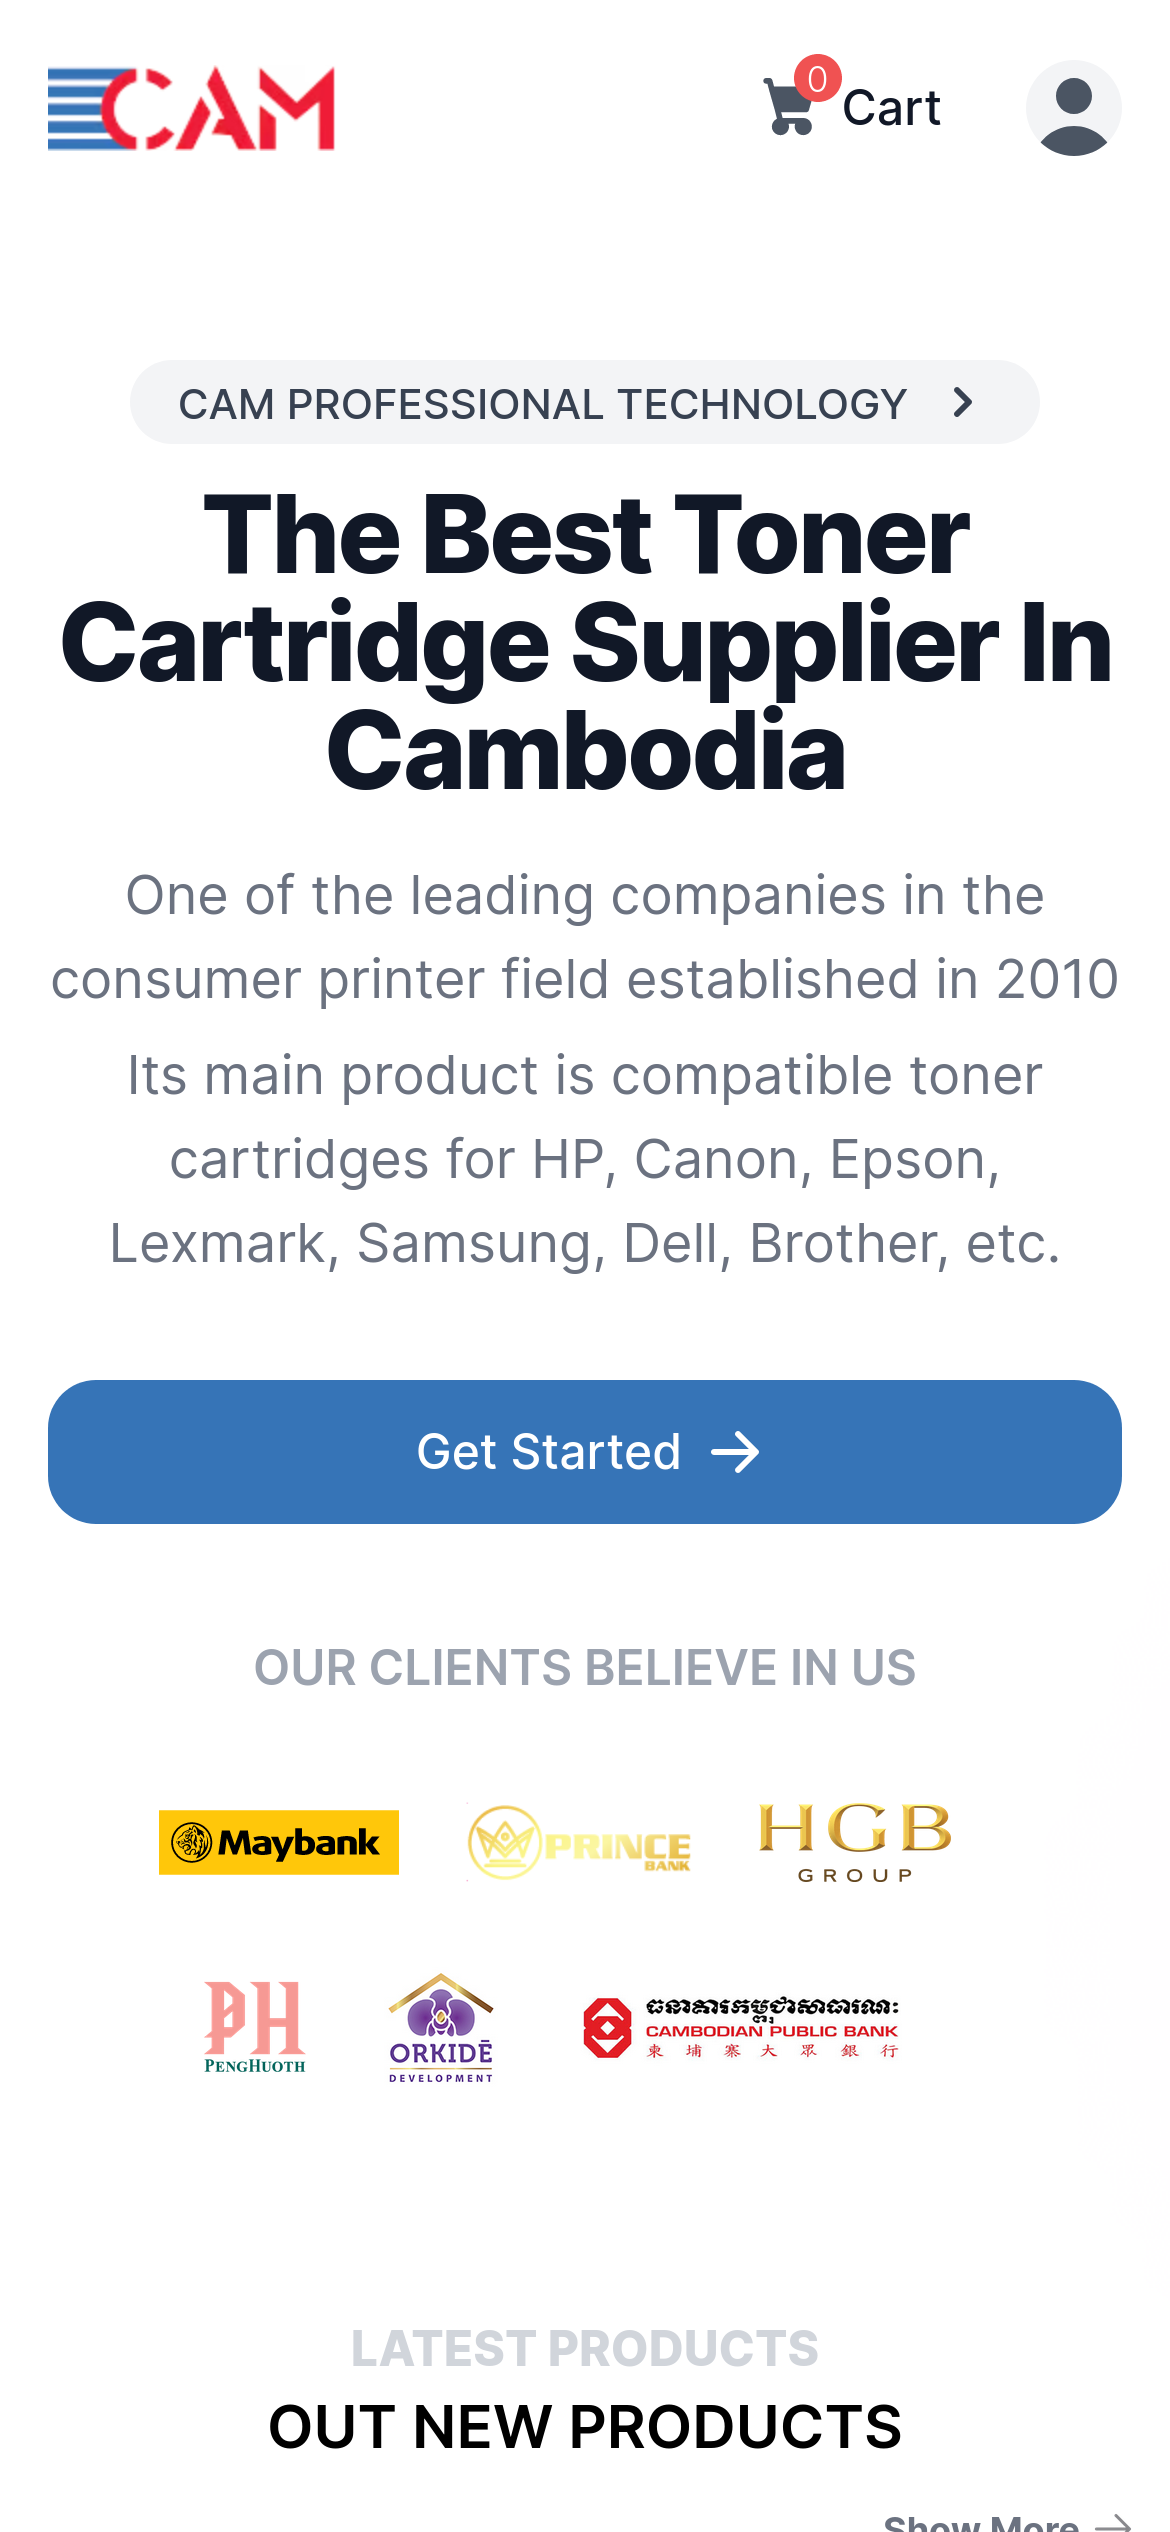 CAM
0
Cart
CAM PROFESSIONAL TECHNOLOGY
The Best Toner
Cartridge Supplier In
Cambodia
One of the leading companies in the
consumer printer field established in 2010
Its main product is compatible toner
cartridges for HP, Canon, Epson,
Lexmark, Samsung, Dell, Brother, etc.
Get Started
OUR CLIENTS BELIEVE IN US
Maybank
PRINCE
BANK
HGB
GROUP
PH
PENGHUOTH
ORKIDĒ
DEVELOPMENT
ធនាគារកម្ពុជាសាធារណៈ
CAMBODIAN PUBLIC BANK
柬埔寨大眾銀行
LATEST PRODUCTS
OUT NEW PRODUCTS
Show More